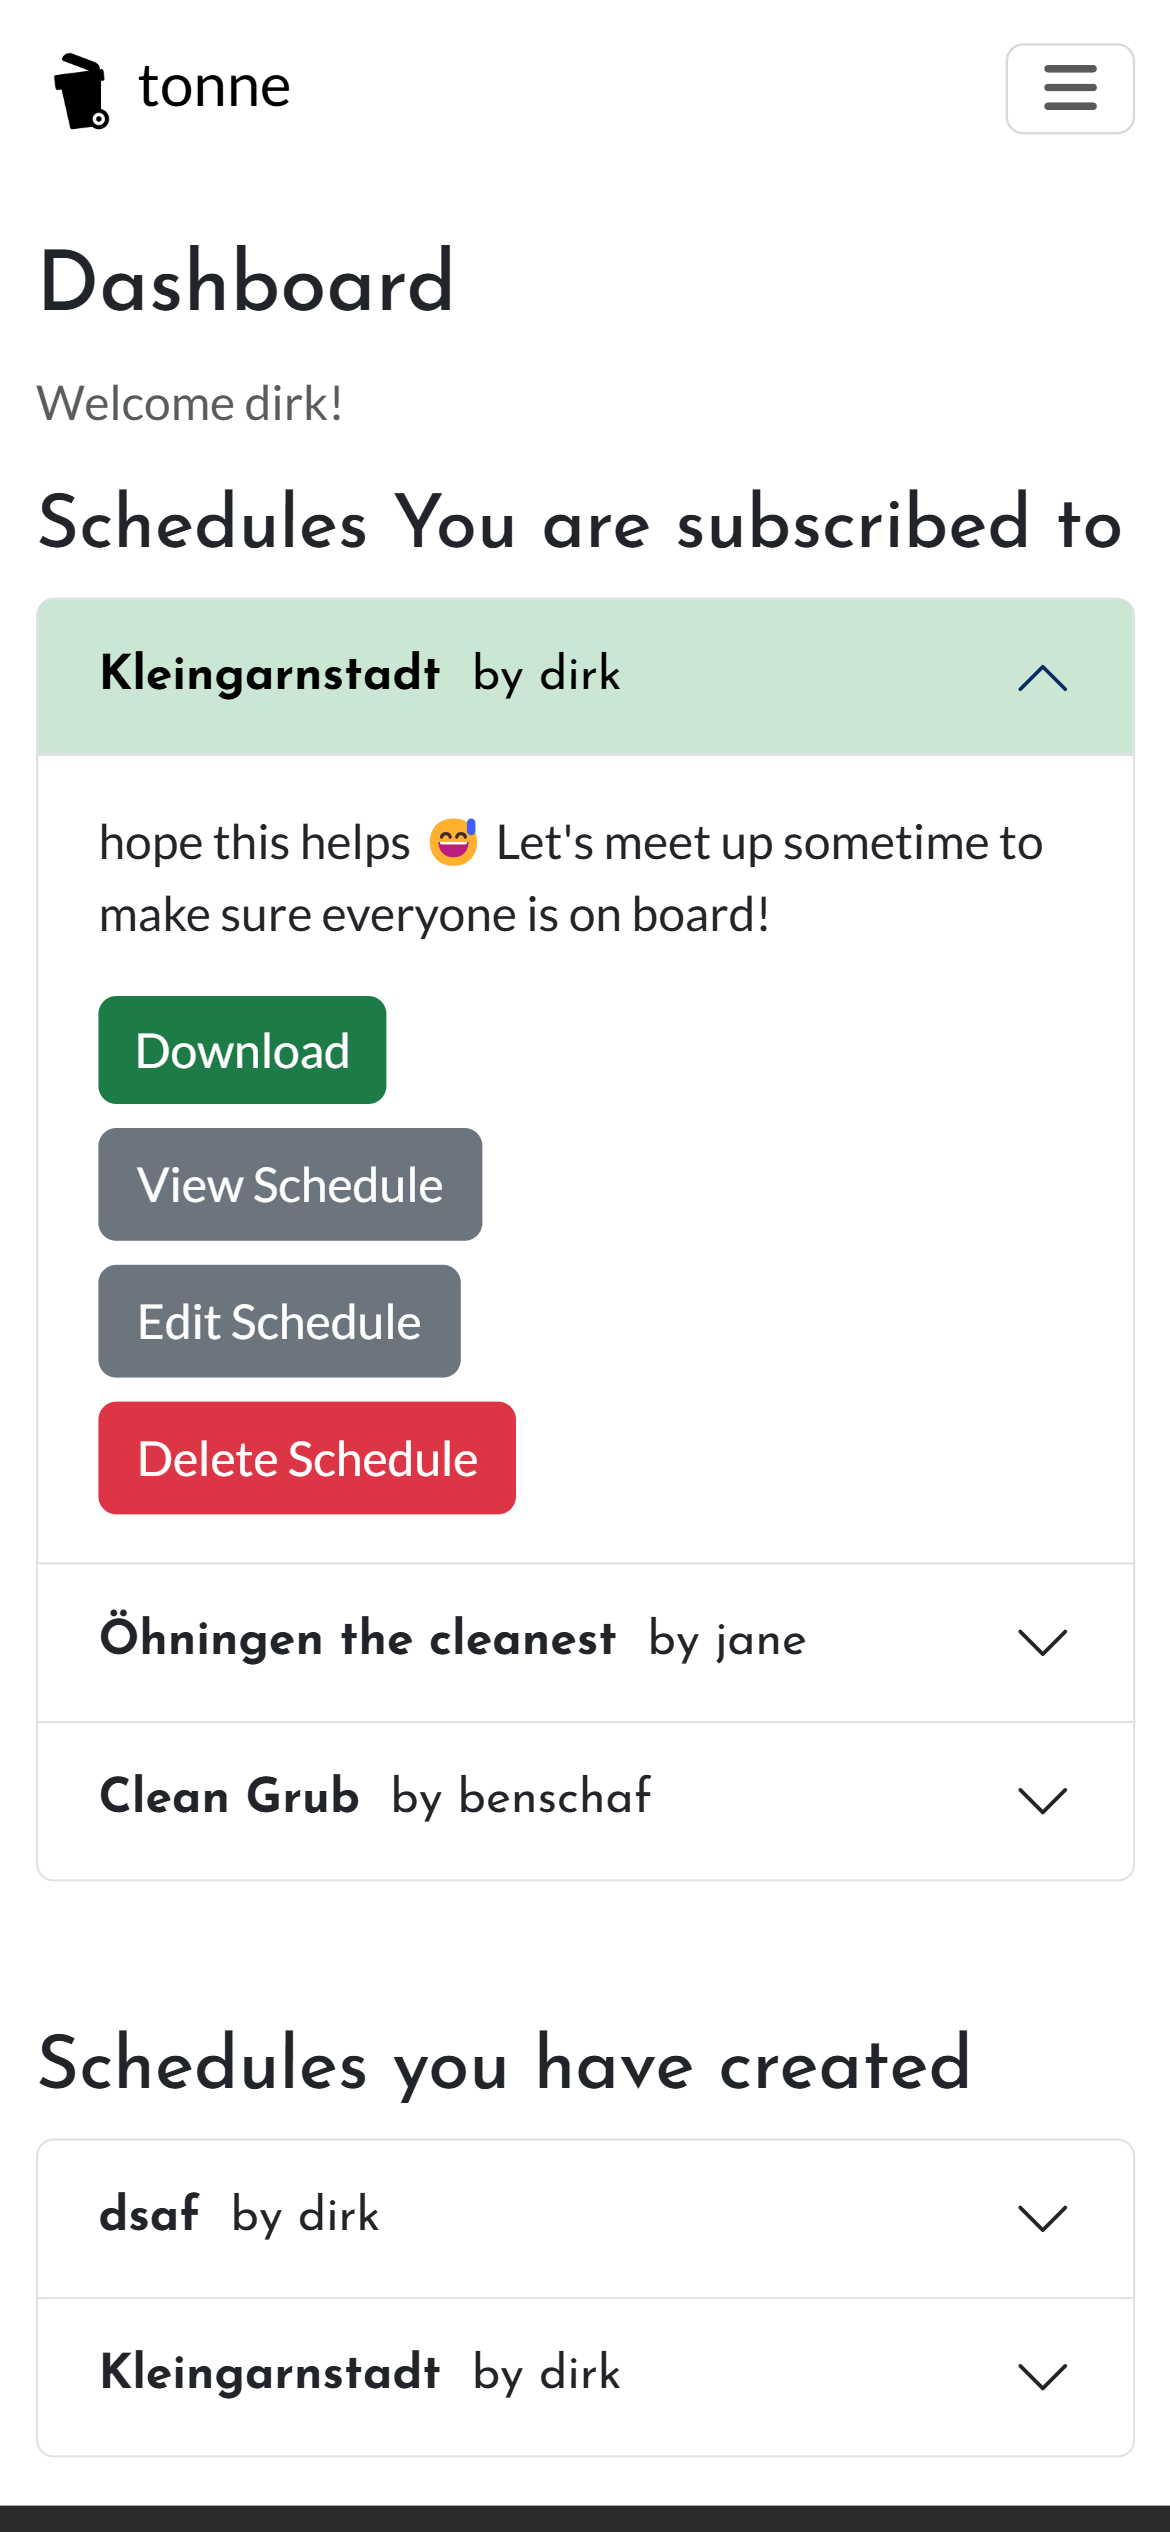 tonne
Dashboard
Welcome dirk!
Schedules You are subscribed to
Kleingarnstadt by dirk
hope this helps 😅 Let's meet up sometime to
make sure everyone is on board!
Download
View Schedule
Edit Schedule
Delete Schedule
Öhningen the cleanest by jane
Clean Grub by benschaf
Schedules you have created
dsaf by dirk
Kleingarnstadt by dirk